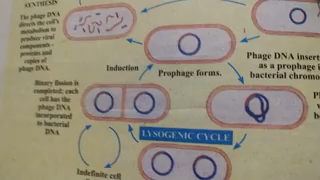 SYNTHESIS
The phage DNA
directs the cell's
metabolism to
produce viral
components -
proteins and
copies of
phage DNA.
Induction
Prophage forms.
Phage DNA insert
as a prophage i
bacterial chromo
Binary fission is
completed; each
cell has the
phage DNA
incorporated
to bacterial
DNA
LYSOGENIC CYCLE
Indefinite cell